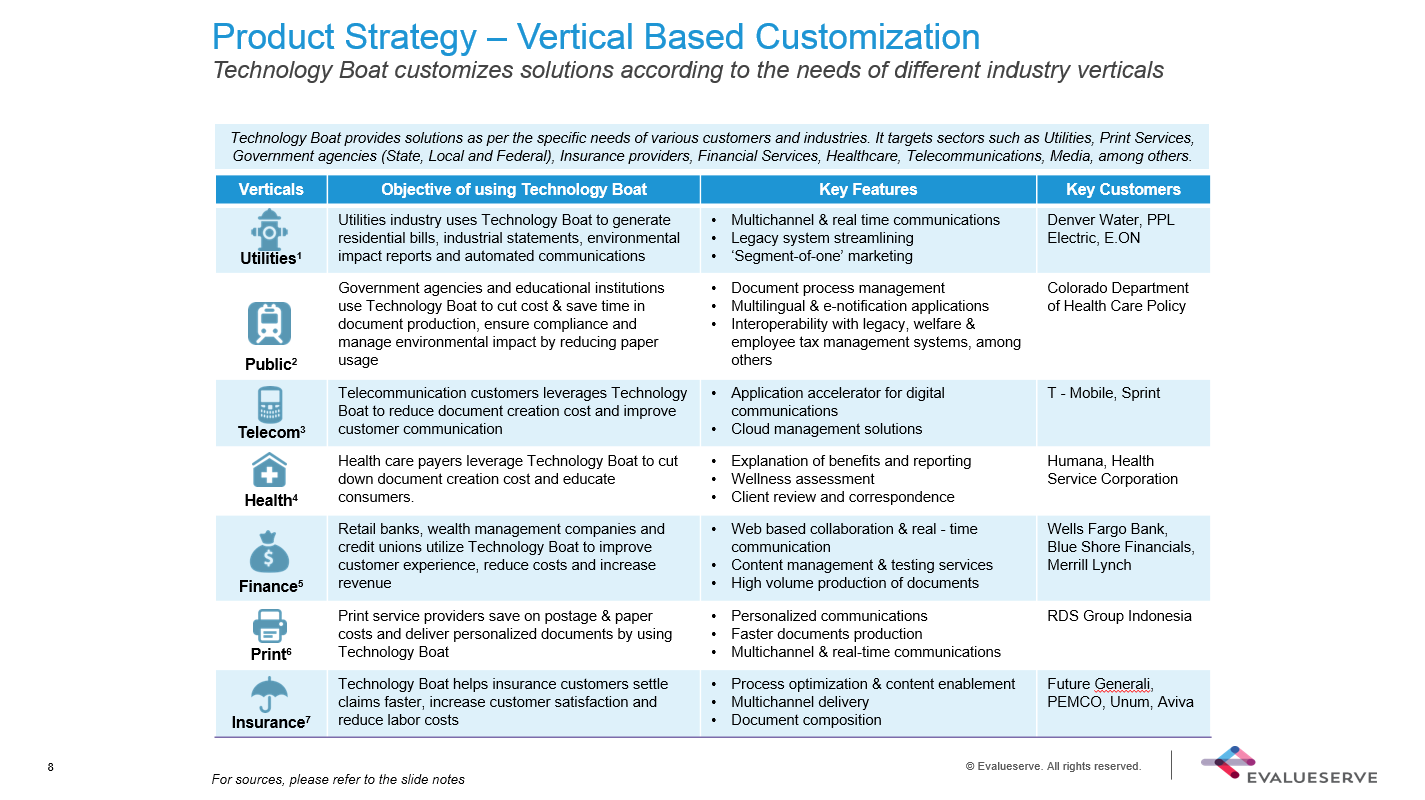 Product Strategy – Vertical Based Customization
Technology Boat customizes solutions according to the needs of different industry verticals
Technology Boat provides solutions as per the specific needs of various customers and industries. It targets sectors such as Utilities, Print Services,
Government agencies (State, Local and Federal), Insurance providers, Financial Services, Healthcare, Telecommunications, Media, among others.
Verticals
Objective of using Technology Boat
Key Features
Key Customers
Utilities¹
Utilities industry uses Technology Boat to generate
residential bills, industrial statements, environmental
impact reports and automated communications
• Multichannel & real time communications
• Legacy system streamlining
• ‘Segment-of-one’ marketing
Denver Water, PPL
Electric, E.ON
Public²
Government agencies and educational institutions
use Technology Boat to cut cost & save time in
document production, ensure compliance and
manage environmental impact by reducing paper
usage
• Document process management
• Multilingual & e-notification applications
• Interoperability with legacy, welfare &
employee tax management systems, among
others
Colorado Department
of Health Care Policy
Telecom³
Telecommunication customers leverages Technology
Boat to reduce document creation cost and improve
customer communication
• Application accelerator for digital
communications
• Cloud management solutions
T - Mobile, Sprint
Health⁴
Health care payers leverage Technology Boat to cut
down document creation cost and educate
consumers.
• Explanation of benefits and reporting
• Wellness assessment
• Client review and correspondence
Humana, Health
Service Corporation
$
Finance⁵
Retail banks, wealth management companies and
credit unions utilize Technology Boat to improve
customer experience, reduce costs and increase
revenue
• Web based collaboration & real - time
communication
• Content management & testing services
• High volume production of documents
Wells Fargo Bank,
Blue Shore Financials,
Merrill Lynch
Print⁶
Print service providers save on postage & paper
costs and deliver personalized documents by using
Technology Boat
• Personalized communications
• Faster documents production
• Multichannel & real-time communications
RDS Group Indonesia
Insurance⁷
Technology Boat helps insurance customers settle
claims faster, increase customer satisfaction and
reduce labor costs
• Process optimization & content enablement
• Multichannel delivery
• Document composition
Future Generali,
PEMCO, Unum, Aviva
8
For sources, please refer to the slide notes
© Evalueserve. All rights reserved.
EVALUESERVE